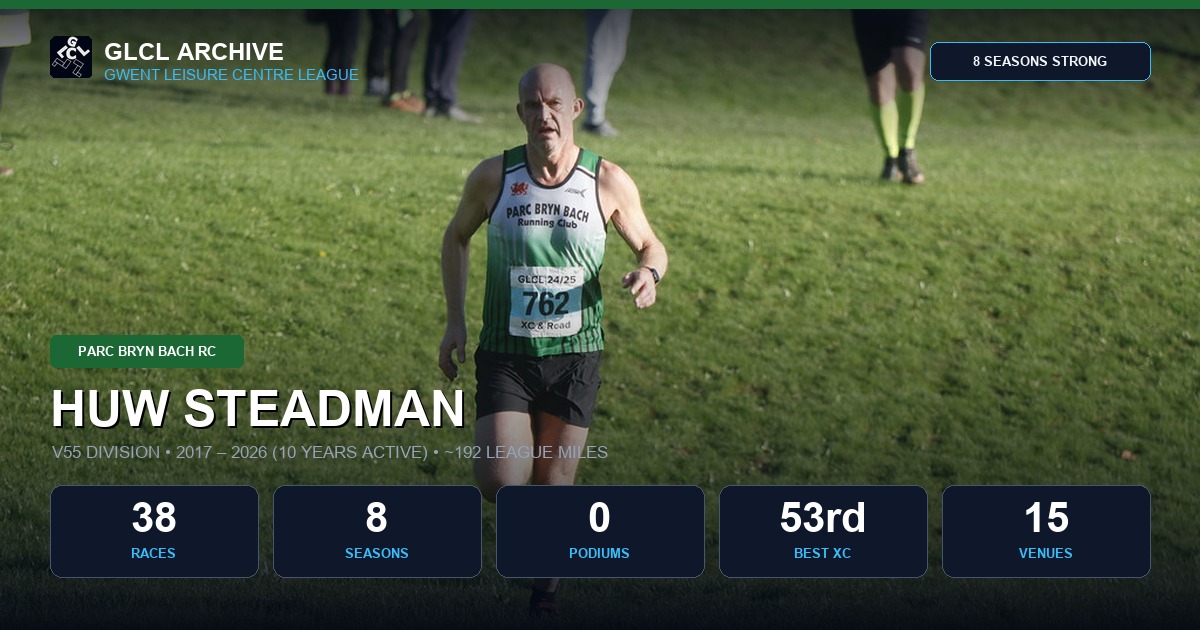 GLCL ARCHIVE
GWENT LEISURE CENTRE LEAGUE
8 SEASONS STRONG
PARC BRYN BACH
Running Club
GLCL 24/25
762
XC & Road
PARC BRYN BACH RC
HUW STEADMAN
V55 DIVISION • 2017 – 2026 (10 YEARS ACTIVE) • ~192 LEAGUE MILES
38
RACES
8
SEASONS
0
PODIUMS
53rd
BEST XC
15
VENUES